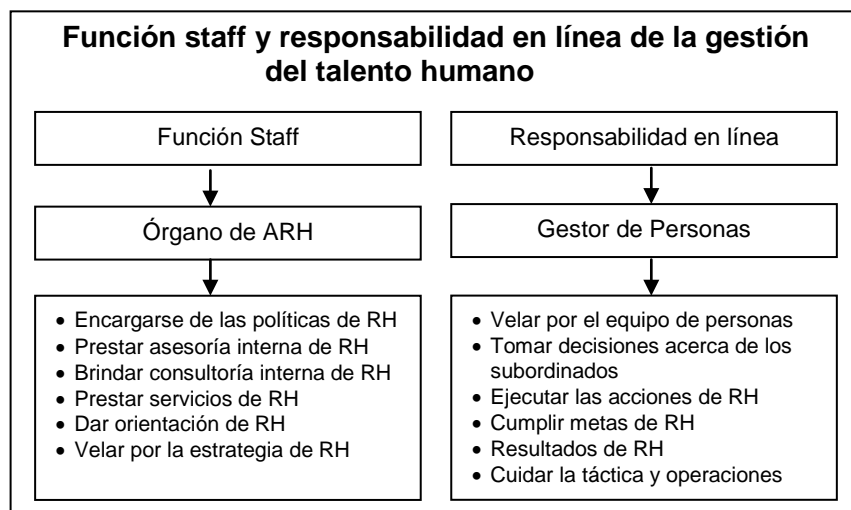 Función staff y responsabilidad en línea de la gestión
del talento humano
Función Staff
Responsabilidad en línea
Órgano de ARH
Gestor de Personas
• Encargarse de las políticas de RH
• Prestar asesoría interna de RH
• Brindar consultoría interna de RH
• Prestar servicios de RH
• Dar orientación de RH
• Velar por la estrategia de RH
• Velar por el equipo de personas
• Tomar decisiones acerca de los
subordinados
• Ejecutar las acciones de RH
• Cumplir metas de RH
• Resultados de RH
• Cuidar la táctica y operaciones